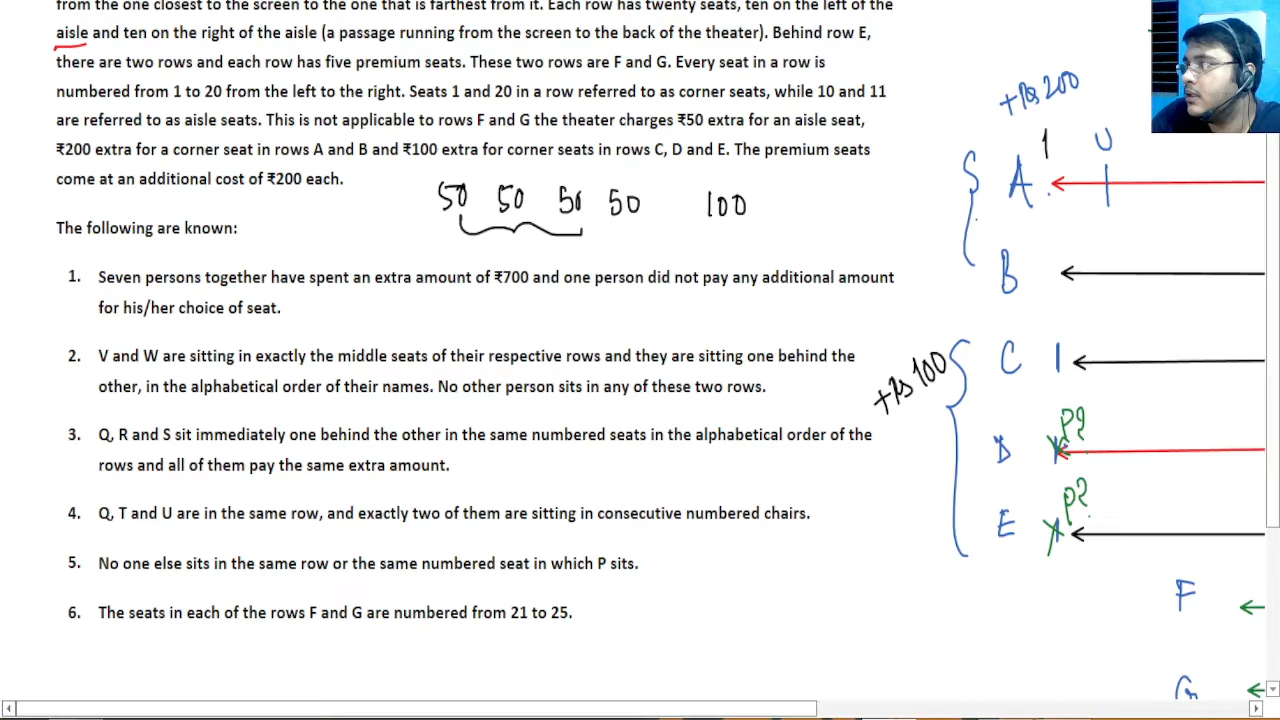 from the one closest to the screen to the one that is farthest from it. Each row has twenty seats, ten on the left of the
aisle and ten on the right of the aisle (a passage running from the screen to the back of the theater). Behind row E,
there are two rows and each row has five premium seats. These two rows are F and G. Every seat in a row is
numbered from 1 to 20 from the left to the right. Seats 1 and 20 in a row referred to as corner seats, while 10 and 11
are referred to as aisle seats. This is not applicable to rows F and G the theater charges ₹50 extra for an aisle seat,
₹200 extra for a corner seat in rows A and B and ₹100 extra for corner seats in rows C, D and E. The premium seats
come at an additional cost of ₹200 each.
50 50 50 50 100
The following are known:
1. Seven persons together have spent an extra amount of ₹700 and one person did not pay any additional amount
for his/her choice of seat.
2. V and W are sitting in exactly the middle seats of their respective rows and they are sitting one behind the
other, in the alphabetical order of their names. No other person sits in any of these two rows.
3. Q, R and S sit immediately one behind the other in the same numbered seats in the alphabetical order of the
rows and all of them pay the same extra amount.
4. Q, T and U are in the same row, and exactly two of them are sitting in consecutive numbered chairs.
5. No one else sits in the same row or the same numbered seat in which P sits.
6. The seats in each of the rows F and G are numbered from 21 to 25.
+Rs 200
1 U
A
B
+Rs 100
C 1
P?
D
P?
E
F
G